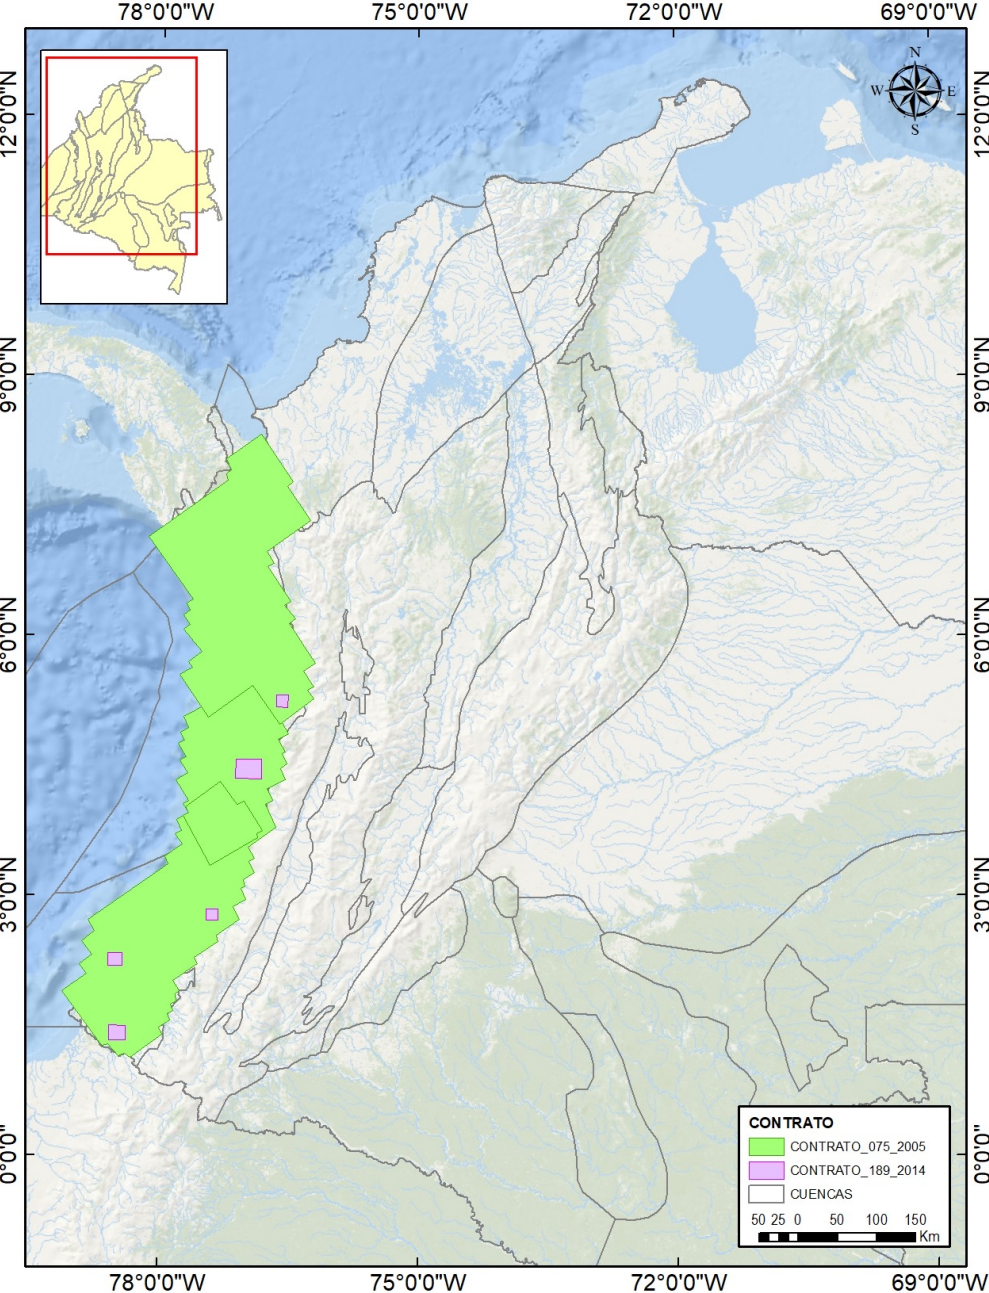 78°0'0"W 75°0'0"W 72°0'0"W 69°0'0"W
N
W E
S
12°0'0"N 12°0'0"N
9°0'0"N 9°0'0"N
6°0'0"N 6°0'0"N
3°0'0"N 3°0'0"N
0°0'0" 0°0'0"
CONTRATO
CONTRATO_075_2005
CONTRATO_189_2014
CUENCAS
50 25 0 50 100 150
Km
78°0'0"W 75°0'0"W 72°0'0"W 69°0'0"W